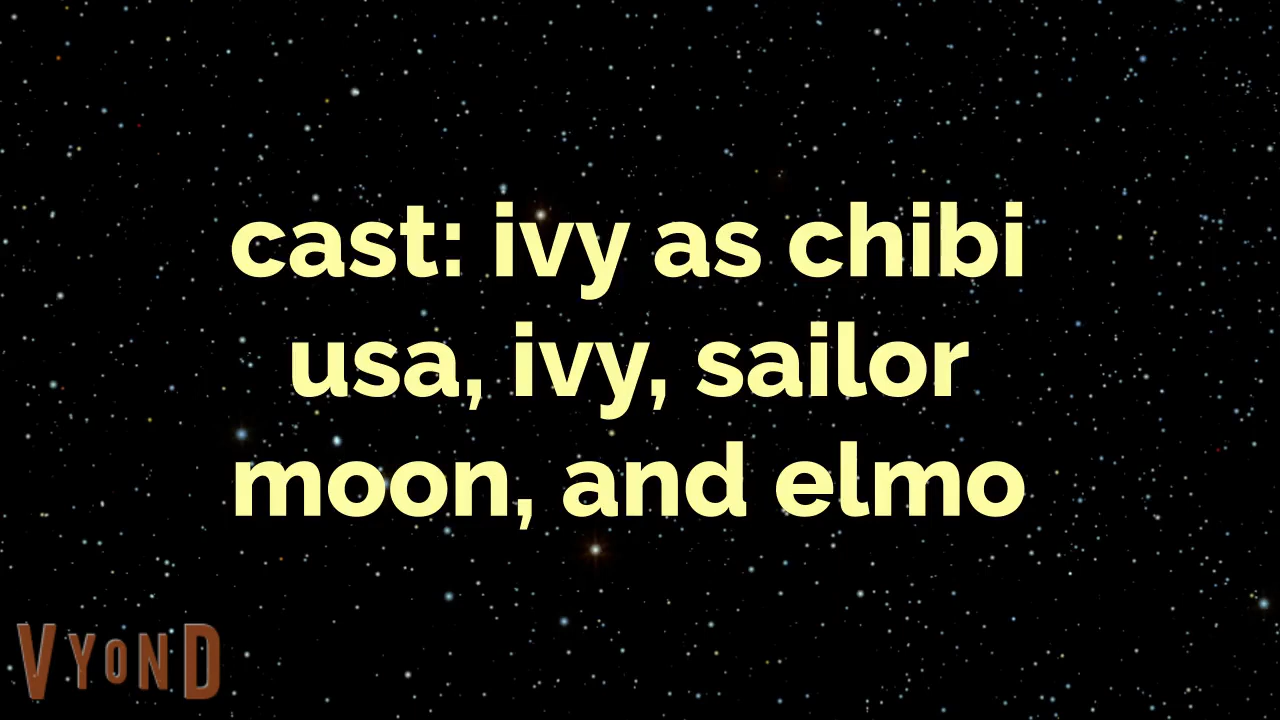 cast: ivy as chibi
usa, ivy, sailor
moon, and elmo
VYOND